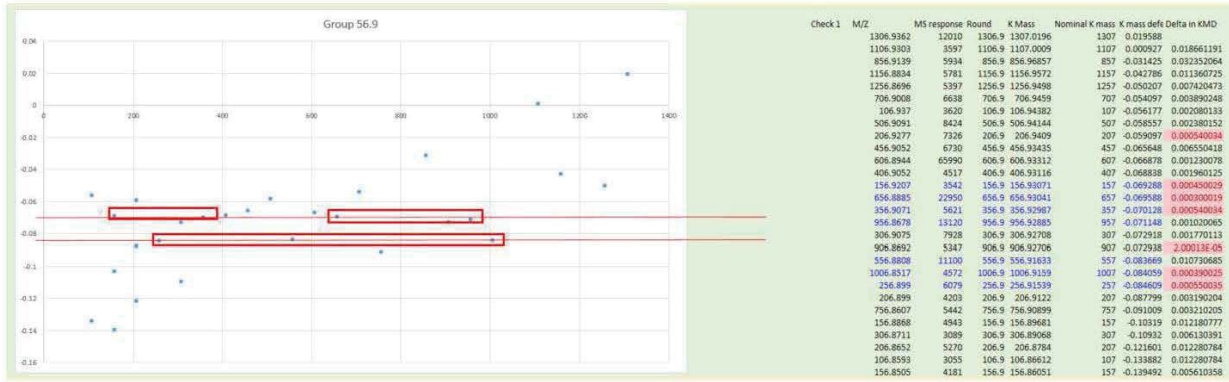 Group 56.9
0.04
0.02
0
0 200 400 600 800 1000 1200 1400
-0.02
-0.04
-0.06
-0.08
-0.1
-0.12
-0.14
-0.16
Check 1 M/Z MS response Round K Mass Nominal K mass K mass defe Delta in KMD
1306.9362 12010 1306.9 1307.0196 1307 0.019588
1106.9303 3597 1106.9 1107.0009 1107 0.000927 0.018661191
856.9139 5934 856.9 856.96857 857 -0.031425 0.032352064
1156.8834 5781 1156.9 1156.9572 1157 -0.042786 0.011360725
1256.8696 5397 1256.9 1256.9498 1257 -0.050207 0.007420473
706.9008 6638 706.9 706.9459 707 -0.054097 0.003890248
106.937 3620 106.9 106.94382 107 -0.056177 0.002080133
506.9091 8424 506.9 506.94144 507 -0.058557 0.002380152
206.9277 7326 206.9 206.9409 207 -0.059097 0.000540034
456.9052 6730 456.9 456.93435 457 -0.065648 0.006550418
606.8944 65990 606.9 606.93312 607 -0.066878 0.001230078
406.9052 4517 406.9 406.93116 407 -0.068838 0.001960125
156.9207 3542 156.9 156.93071 157 -0.069288 0.000450029
656.8885 22950 656.9 656.93041 657 -0.069588 0.000300019
356.9071 5621 356.9 356.92987 357 -0.070128 0.000540034
956.8678 13120 956.9 956.92885 957 -0.071148 0.001020065
306.9075 7928 306.9 306.92708 307 -0.072918 0.001770113
906.8692 5347 906.9 906.92706 907 -0.072938 2.00013E-05
556.8808 11100 556.9 556.91633 557 -0.083669 0.010730685
1006.8517 4572 1006.9 1006.9159 1007 -0.084059 0.000390025
256.899 6079 256.9 256.91539 257 -0.084609 0.000550035
206.899 4203 206.9 206.9122 207 -0.087799 0.003190204
756.8607 5442 756.9 756.90899 757 -0.091009 0.003210205
156.8868 4943 156.9 156.89681 157 -0.10319 0.012180777
306.8711 3089 306.9 306.89068 307 -0.10932 0.006130391
206.8652 5270 206.9 206.8784 207 -0.121601 0.012280784
106.8593 3055 106.9 106.86612 107 -0.133882 0.012280784
156.8505 4181 156.9 156.86051 157 -0.139492 0.005610358